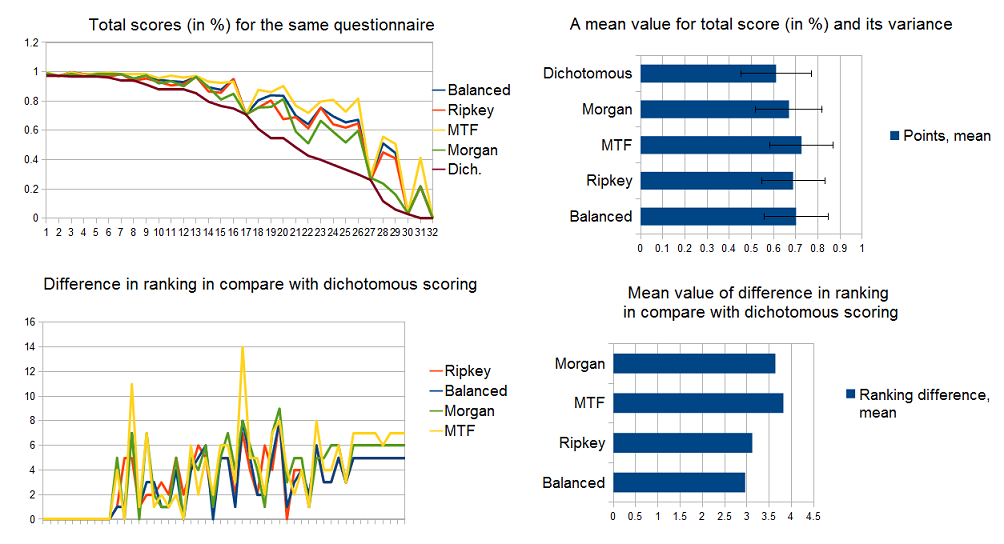 Total scores (in %) for the same questionnaire
1.2
1
0.8
0.6
0.4
0.2
0
1 2 3 4 5 6 7 8 9 10 11 12 13 14 15 16 17 18 19 20 21 22 23 24 25 26 27 28 29 30 31 32
Balanced
Ripkey
MTF
Morgan
Dich.
A mean value for total score (in %) and its variance
Dichotomous
Morgan
MTF
Ripkey
Balanced
0 0.1 0.2 0.3 0.4 0.5 0.6 0.7 0.8 0.9 1
Points, mean
Difference in ranking in compare with dichotomous scoring
16
14
12
10
8
6
4
2
0
Ripkey
Balanced
Morgan
MTF
Mean value of difference in ranking
in compare with dichotomous scoring
Morgan
MTF
Ripkey
Balanced
0 0.5 1 1.5 2 2.5 3 3.5 4 4.5
Ranking difference,
mean